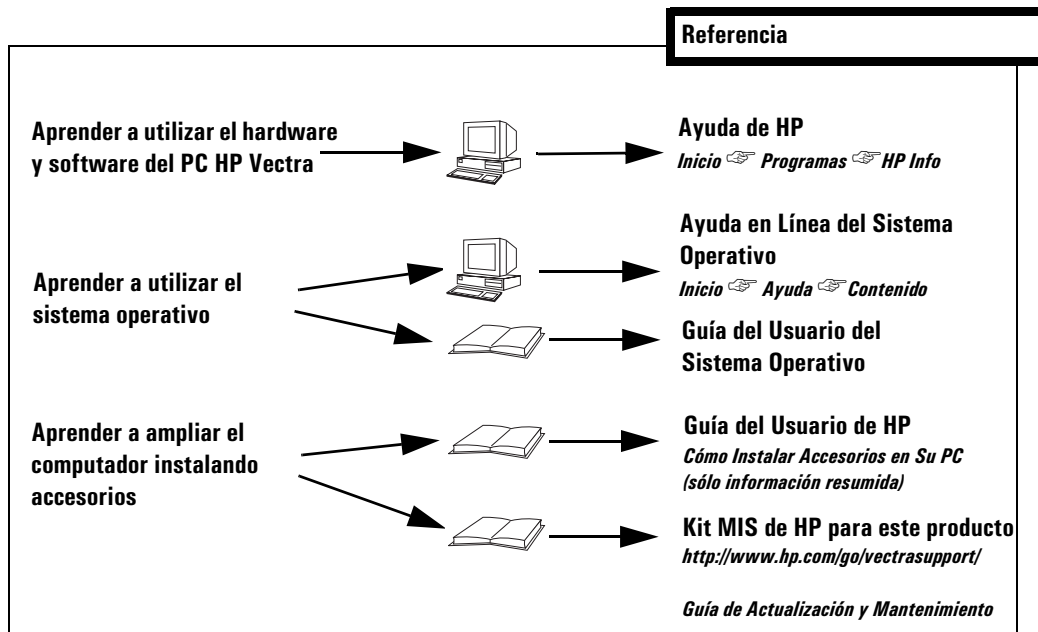 Referencia
Aprender a utilizar el hardware
y software del PC HP Vectra
Ayuda de HP
Inicio ☞ Programas ☞ HP Info
Aprender a utilizar el
sistema operativo
Ayuda en Línea del Sistema
Operativo
Inicio ☞ Ayuda ☞ Contenido
Guía del Usuario del
Sistema Operativo
Aprender a ampliar el
computador instalando
accesorios
Guía del Usuario de HP
Cómo Instalar Accesorios en Su PC
(sólo información resumida)
Kit MIS de HP para este producto
http://www.hp.com/go/vectrasupport/
Guía de Actualización y Mantenimiento